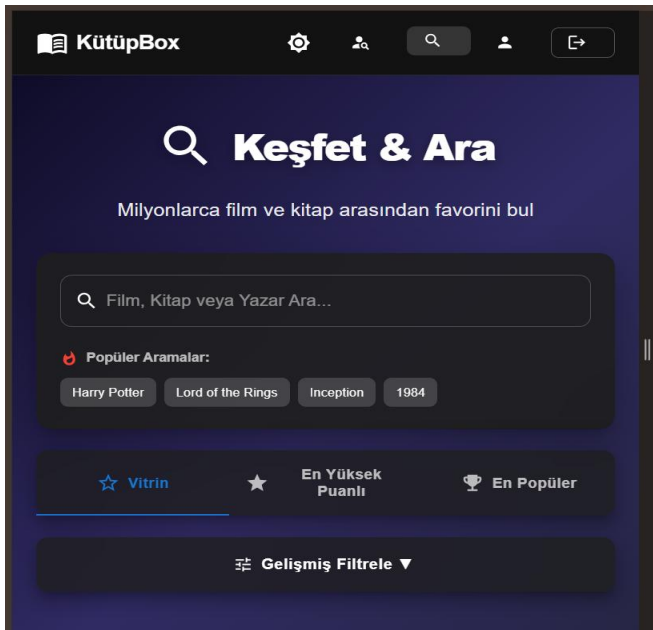 KütüpBox
Keşfet & Ara
Milyonlarca film ve kitap arasından favorini bul
Film, Kitap veya Yazar Ara...
Popüler Aramalar:
Harry Potter Lord of the Rings Inception 1984
Vitrin En Yüksek Puanlı En Popüler
Gelişmiş Filtrele ▼